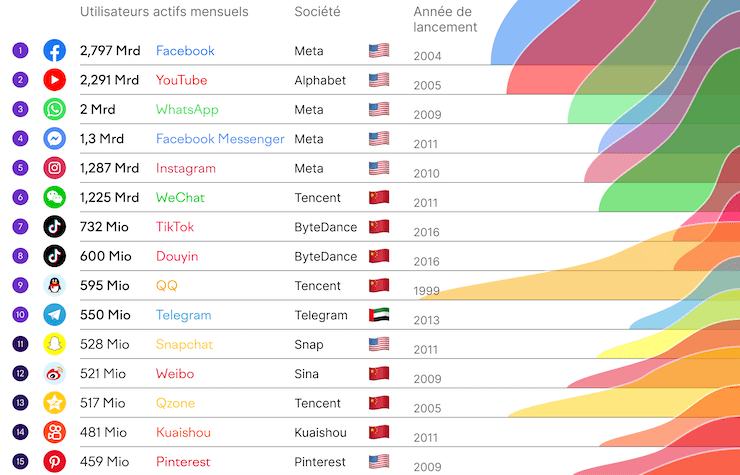 Utilisateurs actifs mensuels Société Année de
lancement
1 2,797 Mrd Facebook Meta 2004
2 2,291 Mrd YouTube Alphabet 2005
3 2 Mrd WhatsApp Meta 2009
4 1,3 Mrd Facebook Messenger Meta 2011
5 1,287 Mrd Instagram Meta 2010
6 1,225 Mrd WeChat Tencent 2011
7 732 Mio TikTok ByteDance 2016
8 600 Mio Douyin ByteDance 2016
9 595 Mio QQ Tencent 1999
10 550 Mio Telegram Telegram 2013
11 528 Mio Snapchat Snap 2011
12 521 Mio Weibo Sina 2009
13 517 Mio Qzone Tencent 2005
14 481 Mio Kuaishou Kuaishou 2011
15 459 Mio Pinterest Pinterest 2009